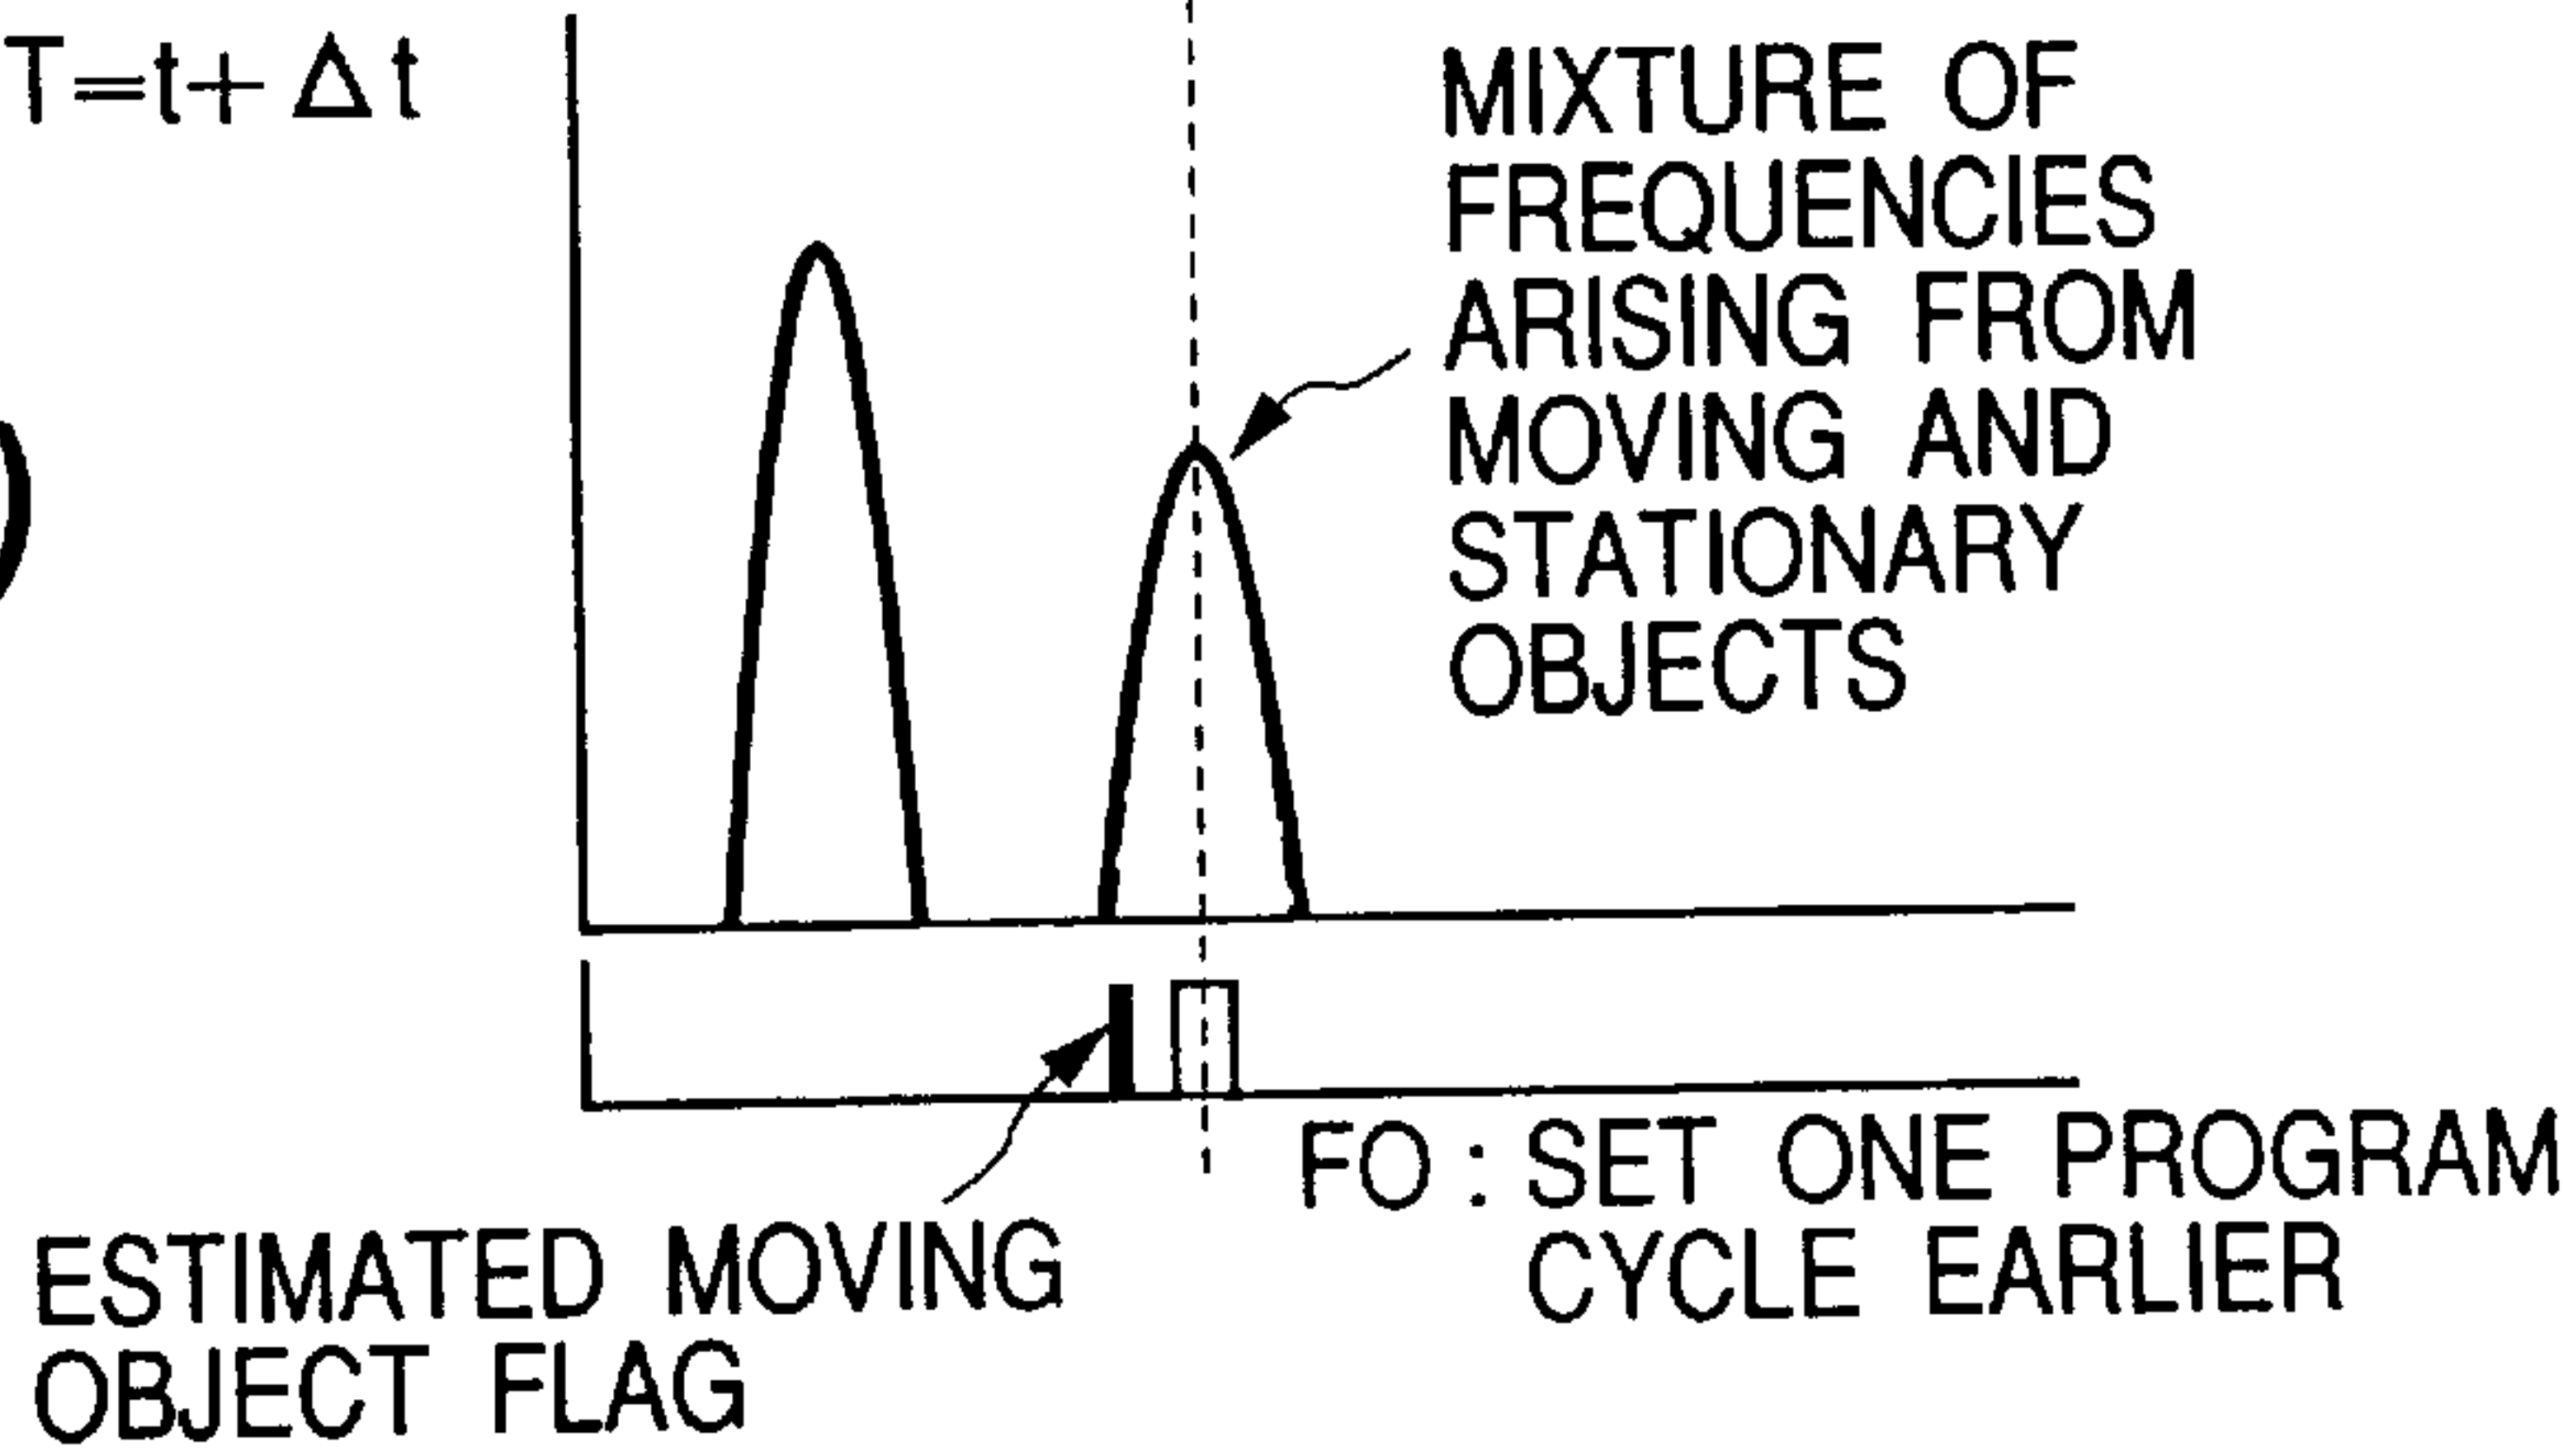 T=t+Δt
MIXTURE OF
FREQUENCIES
ARISING FROM
MOVING AND
STATIONARY
OBJECTS
FO : SET ONE PROGRAM
CYCLE EARLIER
ESTIMATED MOVING
OBJECT FLAG